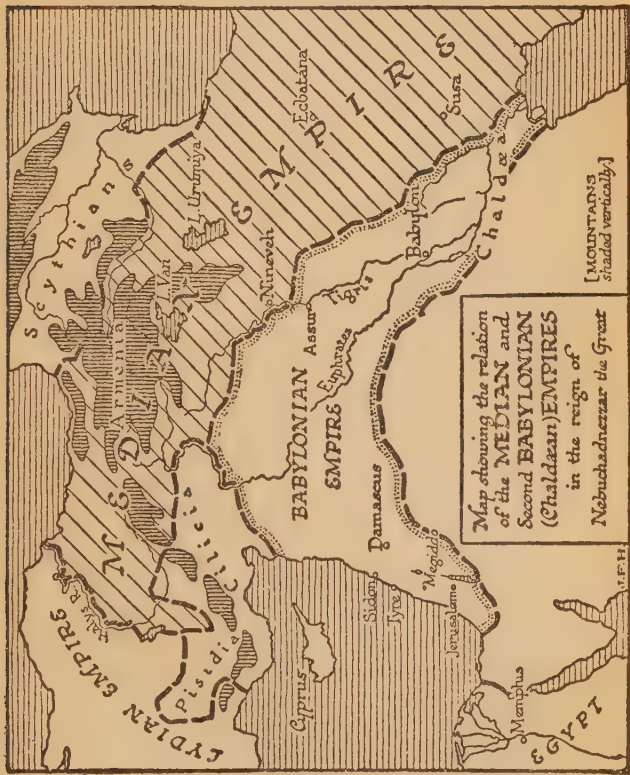 Map showing the relation
of the MEDIAN and
Second BABYLONIAN
(Chaldæan) EMPIRES
in the reign of
Nebuchadnezzar the Great
[MOUNTAINS
shaded vertically.]
J.F.H.
LYDIAN EMPIRE
Halys R.
MEDIAN EMPIRE
Scythians
Armenia
L. Van
L. Urumiya
Ecbatana
Susa
Pisidia
Cilicia
Nineveh
Assur
Tigris
Euphrates
BABYLONIAN
EMPIRE
Babylon
Chaldæa
Cyprus
Sidon
Tyre
Damascus
Megiddo
Jerusalem
Memphis
EGYPT